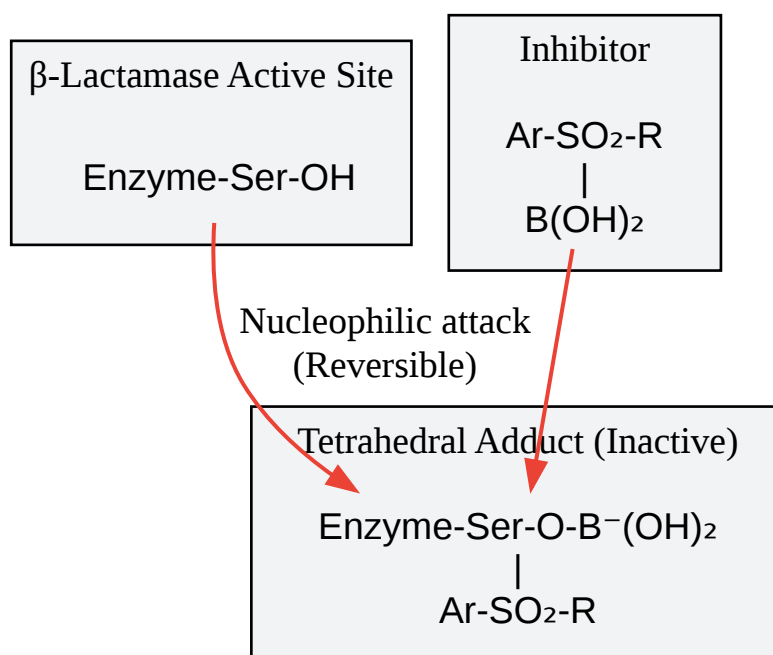 β-Lactamase Active Site
Enzyme-Ser-OH
Inhibitor
Ar-SO₂-R
|
B(OH)₂
Nucleophilic attack
(Reversible)
Tetrahedral Adduct (Inactive)
Enzyme-Ser-O-B⁻(OH)₂
|
Ar-SO₂-R